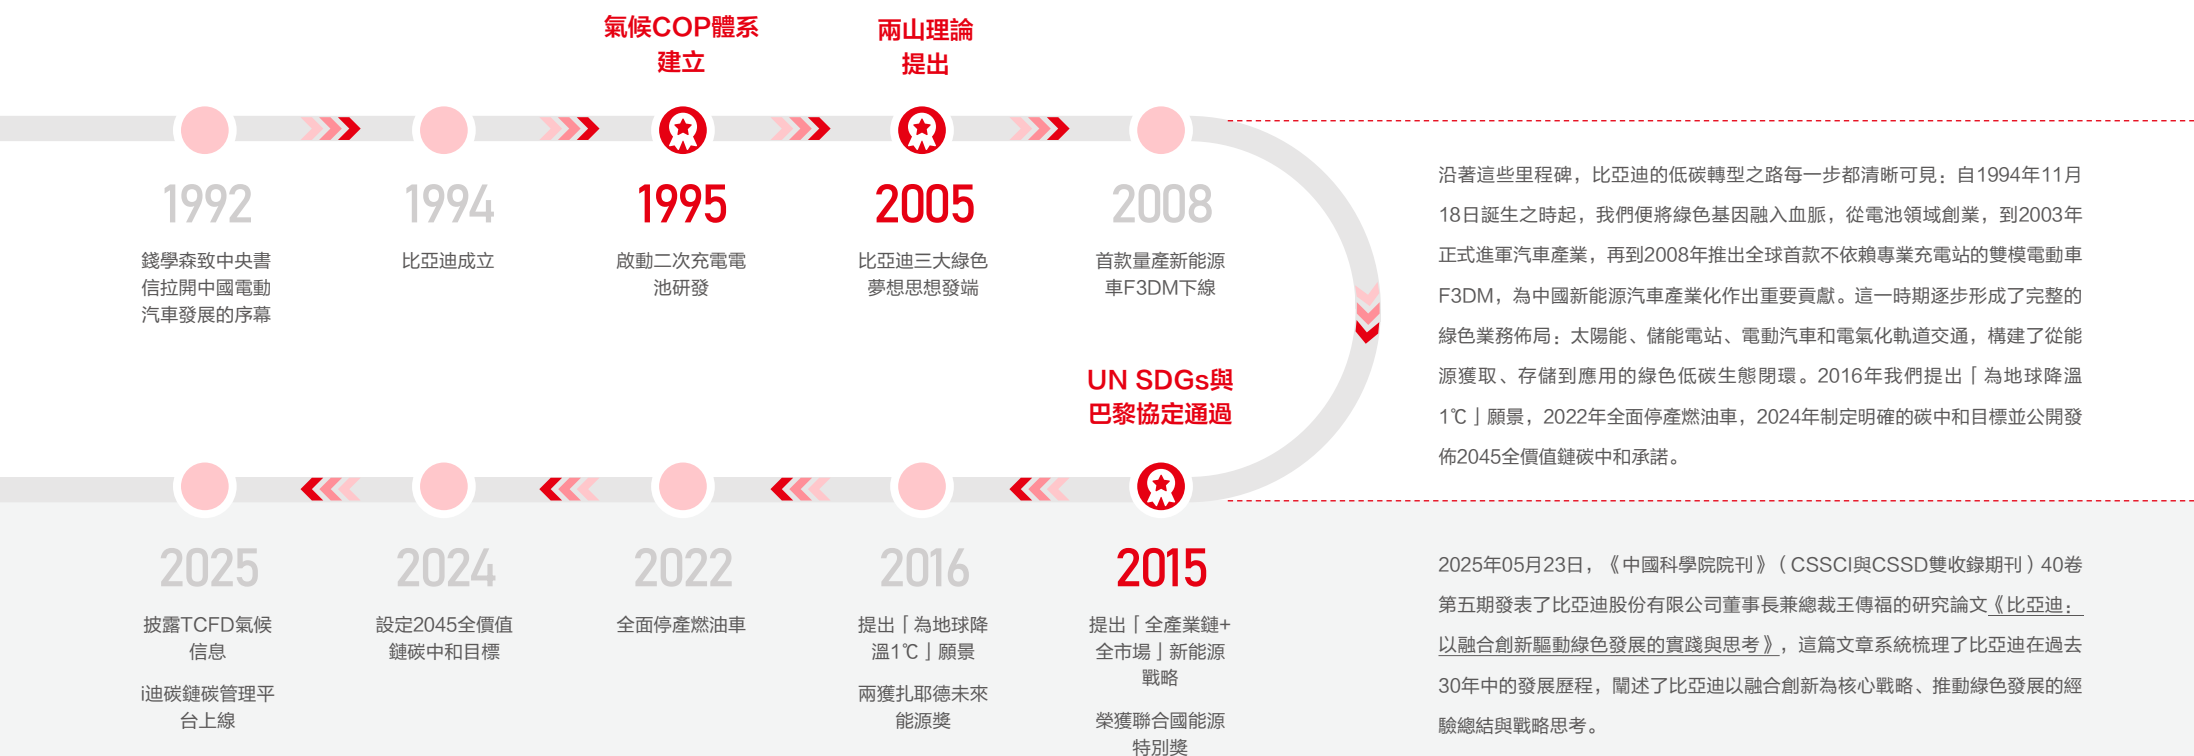 氣候COP體系
建立
兩山理論
提出
1992
錢學森致中央書
信拉開中國電動
汽車發展的序幕
1994
比亞迪成立
1995
啟動二次充電電
池研發
2005
比亞迪三大綠色
夢想思想發端
2008
首款量產新能源
車F3DM下線
UN SDGs與
巴黎協定通過
2015
提出「全產業鏈+
全市場」新能源
戰略
榮獲聯合國能源
特別獎
2016
提出「為地球降
溫1℃」願景
兩獲扎耶德未來
能源獎
2022
全面停產燃油車
2024
設定2045全價值
鏈碳中和目標
2025
披露TCFD氣候
信息
i迪碳鏈碳管理平
台上線
沿著這些里程碑，比亞迪的低碳轉型之路每一步都清晰可見：自1994年11月
18日誕生之時起，我們便將綠色基因融入血脈，從電池領域創業，到2003年
正式進軍汽車產業，再到2008年推出全球首款不依賴專業充電站的雙模電動車
F3DM，為中國新能源汽車產業化作出重要貢獻。這一時期逐步形成了完整的
綠色業務佈局：太陽能、儲能電站、電動汽車和電氣化軌道交通，構建了從能
源獲取、存儲到應用的綠色低碳生態閉環。2016年我們提出「為地球降溫
1℃」願景，2022年全面停產燃油車，2024年制定明確的碳中和目標並公開發
佈2045全價值鏈碳中和承諾。
2025年05月23日，《中國科學院院刊》（CSSCI與CSSD雙收錄期刊）40卷
第五期發表了比亞迪股份有限公司董事長兼總裁王傳福的研究論文《比亞迪：
以融合創新驅動綠色發展的實踐與思考》，這篇文章系統梳理了比亞迪在過去
30年中的發展歷程，闡述了比亞迪以融合創新為核心戰略、推動綠色發展的經
驗總結與戰略思考。